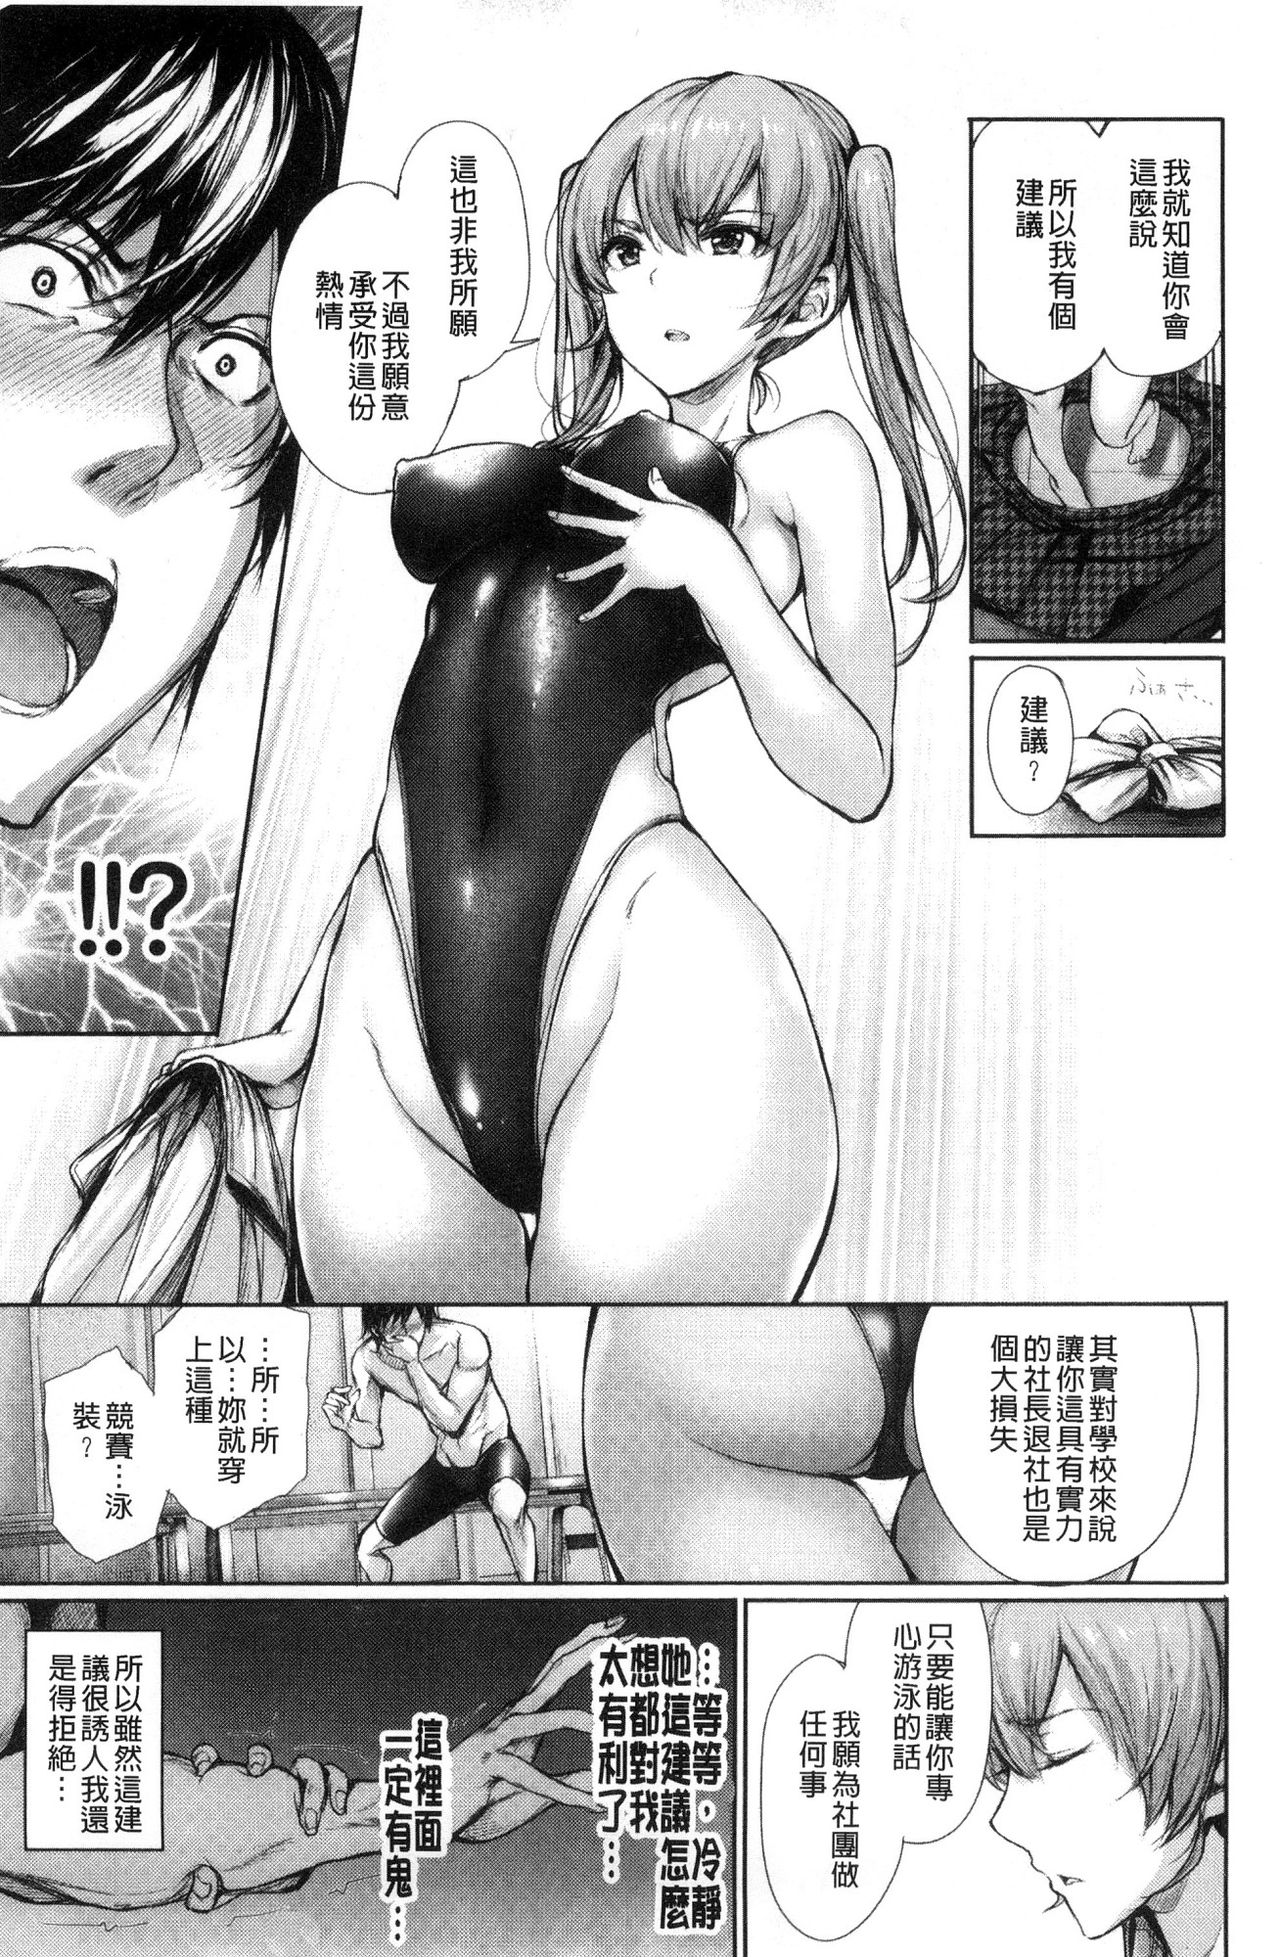 我就知道你會
這麼說
所以我有個
建議
さぁふ……
建議?
這也非我所願
不過我願意
承受你這份
熱情
!!?
其實對學校來說
讓你這具有實力
的社長退社也是
個大損失
…所…所
以…妳就穿
上這種
競賽…泳
裝?
只要能讓你專
心游泳的話
我願為社團做
任何事
…等等,冷靜
她這建議怎麼
想都對我
太有利了…
這裡面
一定有鬼…
所以雖然這建
議很誘人我還
是得拒絕…